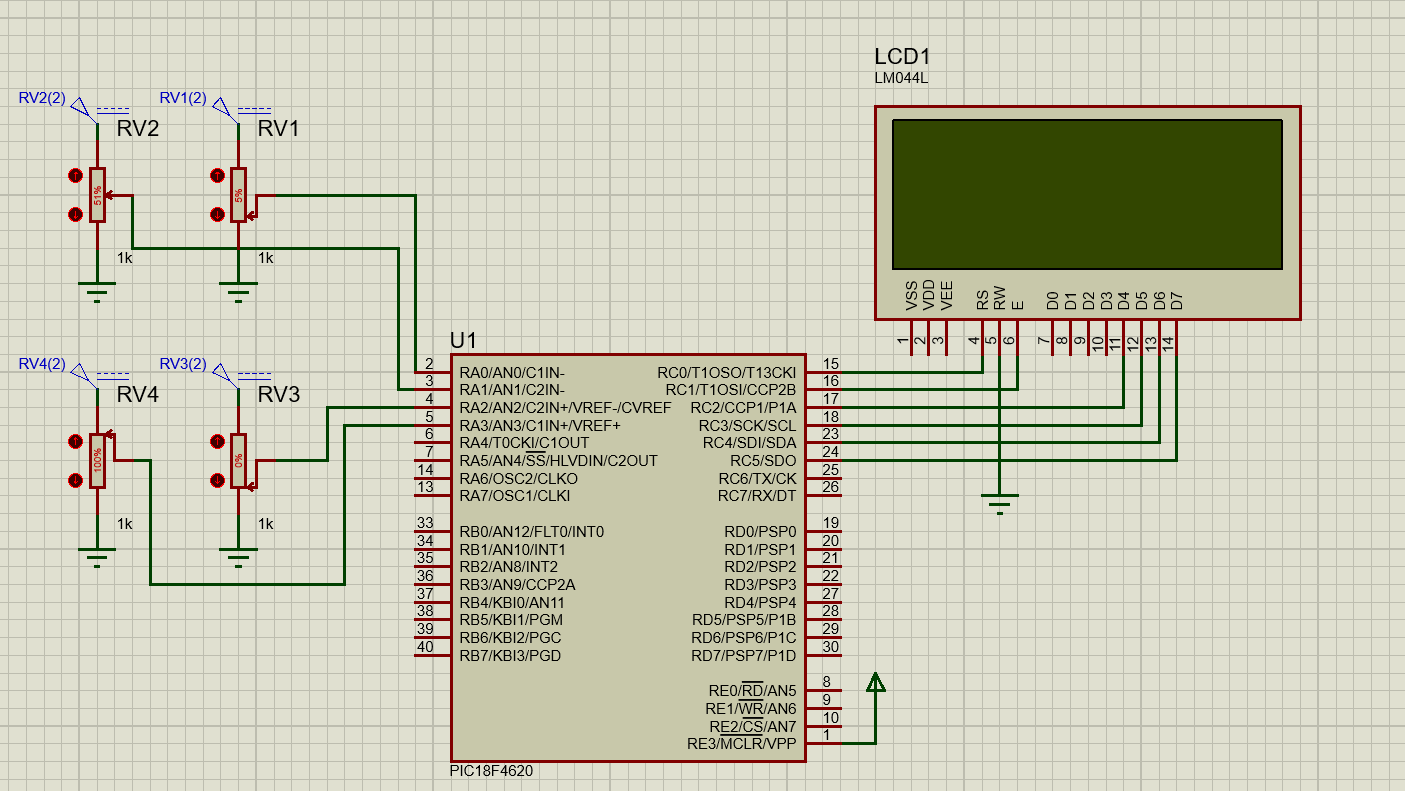 LCD1
LM044L
VSS
VDD
VEE
RS
RW
E
D0
D1
D2
D3
D4
D5
D6
D7
1
2
3
4
5
6
7
8
9
10
11
12
13
14
RV2(2)
RV2
51%
1k
RV1(2)
RV1
5%
1k
RV4(2)
RV4
100%
1k
RV3(2)
RV3
0%
1k
U1
2 RA0/AN0/C1IN- RC0/T1OSO/T13CKI 15
3 RA1/AN1/C2IN- RC1/T1OSI/CCP2B 16
4 RA2/AN2/C2IN+/VREF-/CVREF RC2/CCP1/P1A 17
5 RA3/AN3/C1IN+/VREF+ RC3/SCK/SCL 18
6 RA4/T0CKI/C1OUT RC4/SDI/SDA 23
7 RA5/AN4/SS/HLVDIN/C2OUT RC5/SDO 24
14 RA6/OSC2/CLKO RC6/TX/CK 25
13 RA7/OSC1/CLKI RC7/RX/DT 26
33 RB0/AN12/FLT0/INT0 RD0/PSP0 19
34 RB1/AN10/INT1 RD1/PSP1 20
35 RB2/AN8/INT2 RD2/PSP2 21
36 RB3/AN9/CCP2A RD3/PSP3 22
37 RB4/KBI0/AN11 RD4/PSP4 27
38 RB5/KBI1/PGM RD5/PSP5/P1B 28
39 RB6/KBI2/PGC RD6/PSP6/P1C 29
40 RB7/KBI3/PGD RD7/PSP7/P1D 30
RE0/RD/AN5 8
RE1/WR/AN6 9
RE2/CS/AN7 10
RE3/MCLR/VPP 1
PIC18F4620